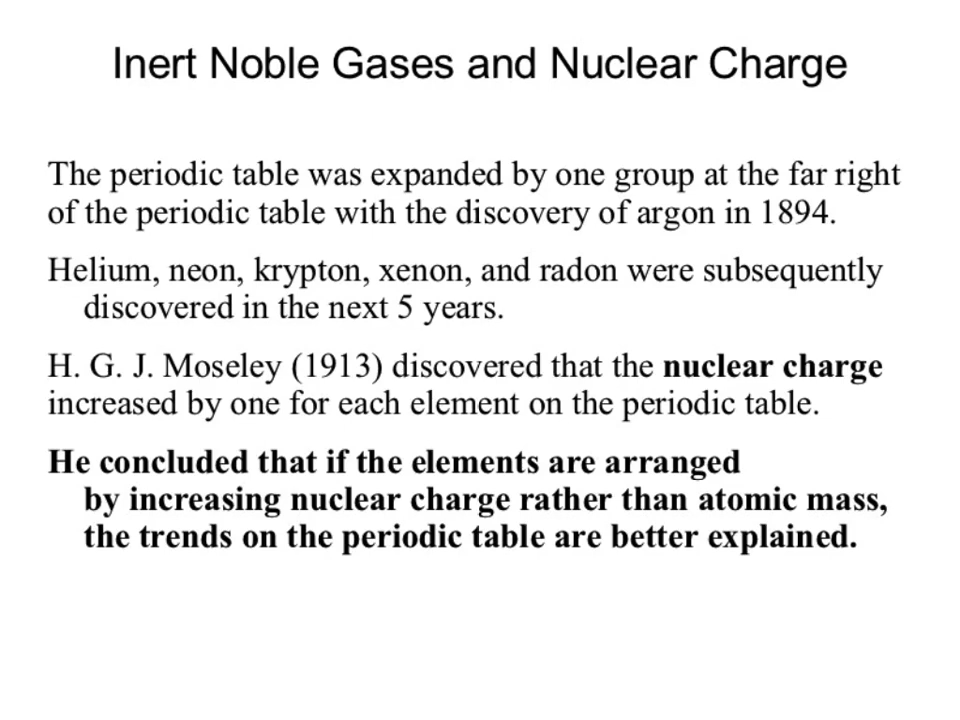 Inert Noble Gases and Nuclear Charge
The periodic table was expanded by one group at the far right
of the periodic table with the discovery of argon in 1894.
Helium, neon, krypton, xenon, and radon were subsequently
discovered in the next 5 years.
H. G. J. Moseley (1913) discovered that the nuclear charge
increased by one for each element on the periodic table.
He concluded that if the elements are arranged
by increasing nuclear charge rather than atomic mass,
the trends on the periodic table are better explained.